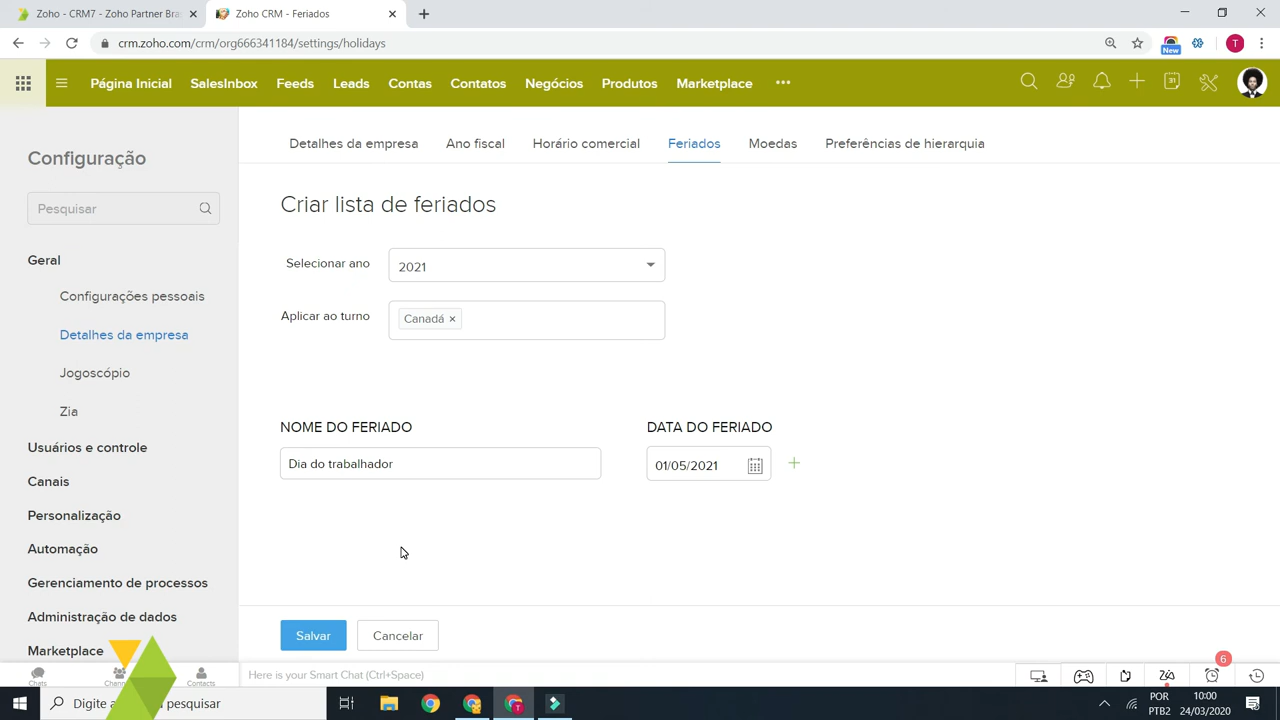 Zoho - CRM7 - Zoho Partner Bra
Zoho CRM - Feriados
crm.zoho.com/crm/org666341184/settings/holidays
New
T
Página Inicial
SalesInbox
Feeds
Leads
Contas
Contatos
Negócios
Produtos
Marketplace
31
Configuração
Pesquisar
Geral
Configurações pessoais
Detalhes da empresa
Jogoscópio
Zia
Usuários e controle
Canais
Personalização
Automação
Gerenciamento de processos
Administração de dados
Marketplace
Detalhes da empresa
Ano fiscal
Horário comercial
Feriados
Moedas
Preferências de hierarquia
Criar lista de feriados
Selecionar ano
2021
Aplicar ao turno
Canadá ×
NOME DO FERIADO
DATA DO FERIADO
Dia do trabalhador
01/05/2021
Salvar
Cancelar
Chats
Contacts
Here is your Smart Chat (Ctrl+Space)
6
Digite
pesquisar
POR
PTB2
10:00
24/03/2020